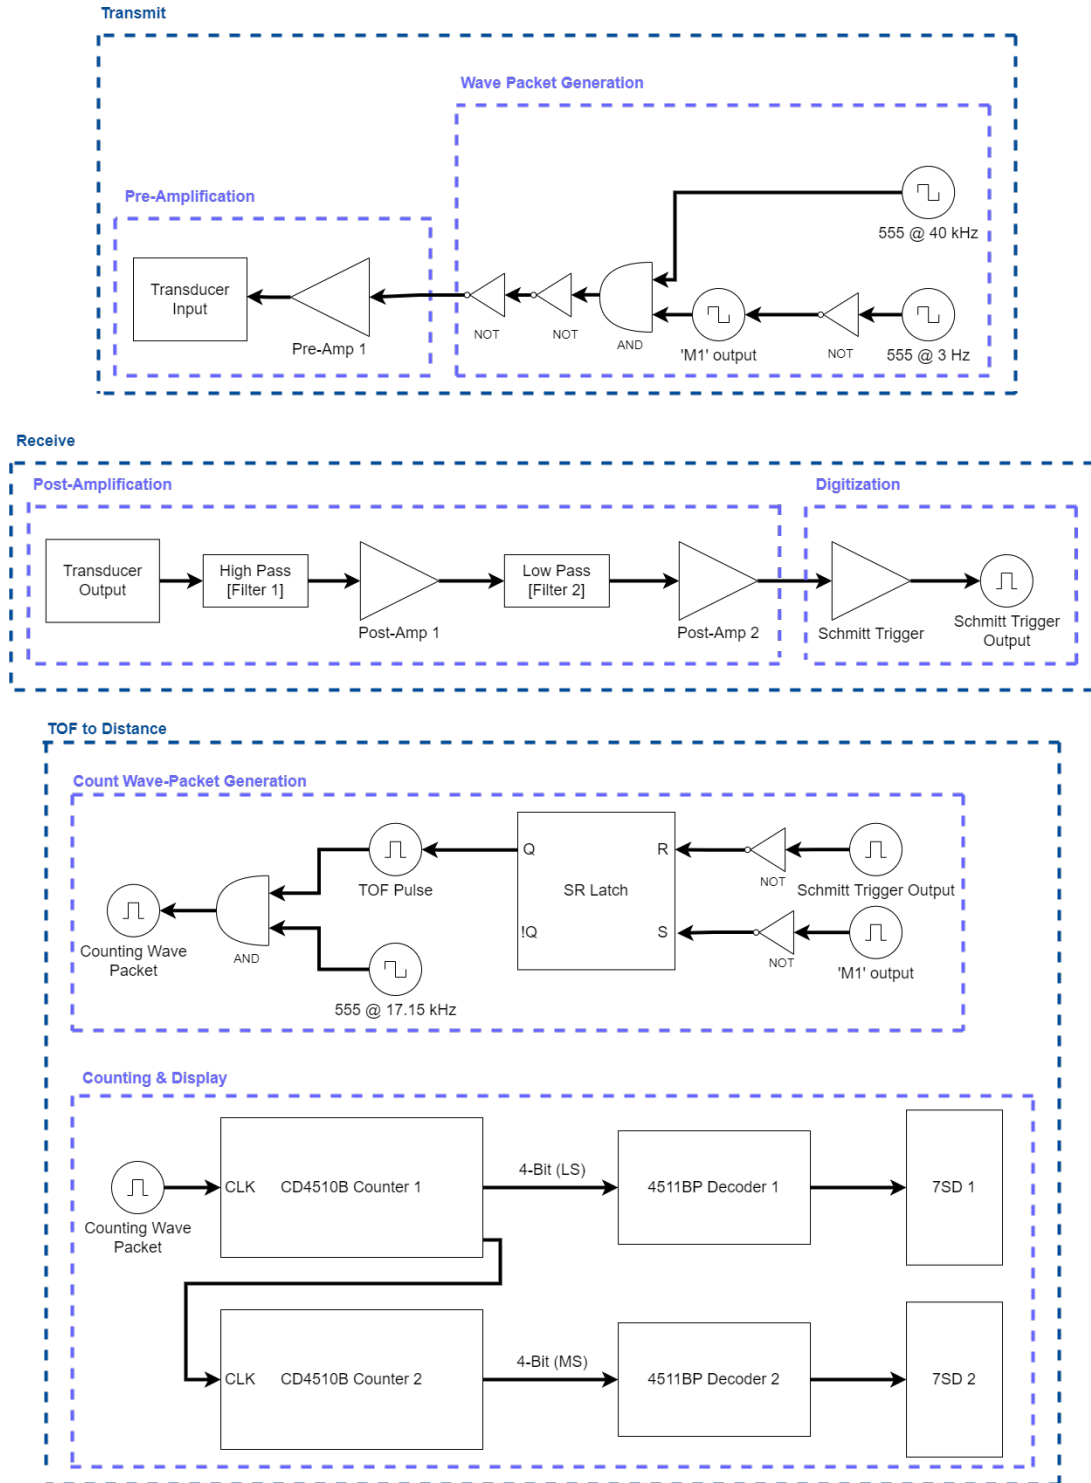 Transmit
Wave Packet Generation
Pre-Amplification
555 @ 40 kHz
Transducer
Input
Pre-Amp 1
NOT
NOT
AND
'M1' output
NOT
555 @ 3 Hz
Receive
Post-Amplification
Digitization
Transducer
Output
High Pass
[Filter 1]
Post-Amp 1
Low Pass
[Filter 2]
Post-Amp 2
Schmitt Trigger
Schmitt Trigger
Output
TOF to Distance
Count Wave-Packet Generation
Counting Wave
Packet
AND
TOF Pulse
555 @ 17.15 kHz
Q
R
SR Latch
!Q
S
NOT
Schmitt Trigger Output
NOT
'M1' output
Counting & Display
Counting Wave
Packet
CLK
CD4510B Counter 1
4-Bit (LS)
4511BP Decoder 1
7SD 1
CLK
CD4510B Counter 2
4-Bit (MS)
4511BP Decoder 2
7SD 2